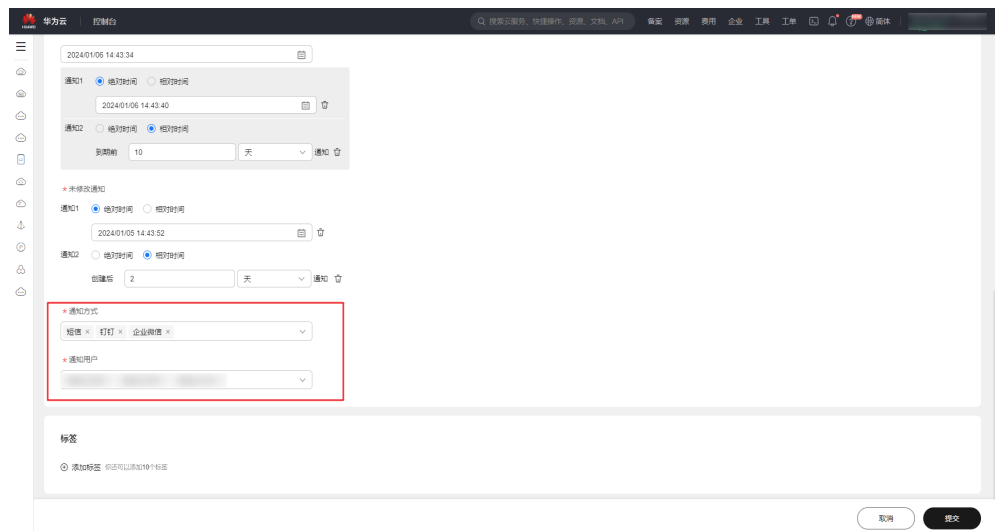 HUAWEI 华为云 控制台 搜索云服务、快捷操作、资源、文档、API 备案 资源 费用 企业 工具 工单 简体
2024/01/06 14:43:34
通知1 绝对时间 相对时间
2024/01/06 14:43:40
通知2 绝对时间 相对时间
到期前 10 天 通知
* 未修改通知
通知1 绝对时间 相对时间
2024/01/05 14:43:52
通知2 绝对时间 相对时间
创建后 2 天 通知
* 通知方式
短信 × 钉钉 × 企业微信 ×
* 通知用户
标签
添加标签 你还可以添加10个标签
取消 提交